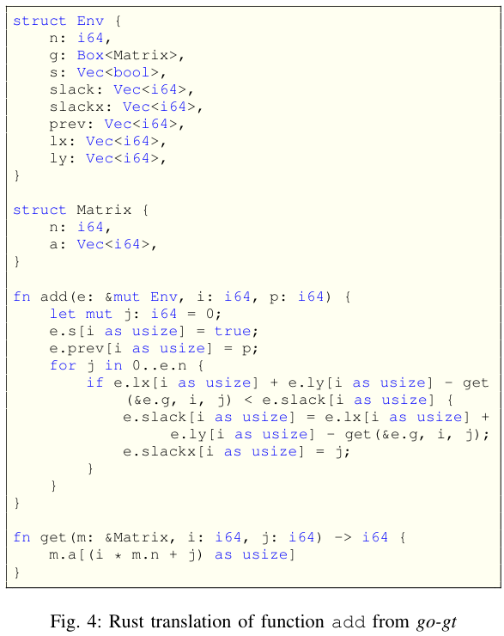 struct Env {
    n: i64,
    g: Box<Matrix>,
    s: Vec<bool>,
    slack: Vec<i64>,
    slackx: Vec<i64>,
    prev: Vec<i64>,
    lx: Vec<i64>,
    ly: Vec<i64>,
}

struct Matrix {
    n: i64,
    a: Vec<i64>,
}

fn add(e: &mut Env, i: i64, p: i64) {
    let mut j: i64 = 0;
    e.s[i as usize] = true;
    e.prev[i as usize] = p;
    for j in 0..e.n {
        if e.lx[i as usize] + e.ly[i as usize] - get
            (&e.g, i, j) < e.slack[i as usize] {
            e.slack[i as usize] = e.lx[i as usize] +
                e.ly[i as usize] - get(&e.g, i, j);
            e.slackx[i as usize] = j;
        }
    }
}

fn get(m: &Matrix, i: i64, j: i64) -> i64 {
    m.a[(i * m.n + j) as usize]
}

Fig. 4: Rust translation of function add from go-gt